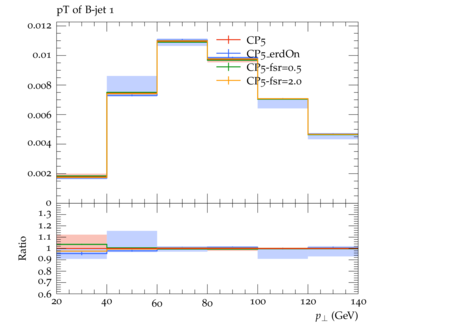 pT of B-jet 1
0.012
0.01
0.008
0.006
0.004
0.002
0
CP5
CP5_erdOn
CP5-fsr=0.5
CP5-fsr=2.0
1.3
1.2
1.1
1
0.9
0.8
0.7
0.6
Ratio
20 40 60 80 100 120 140
p⊥ (GeV)